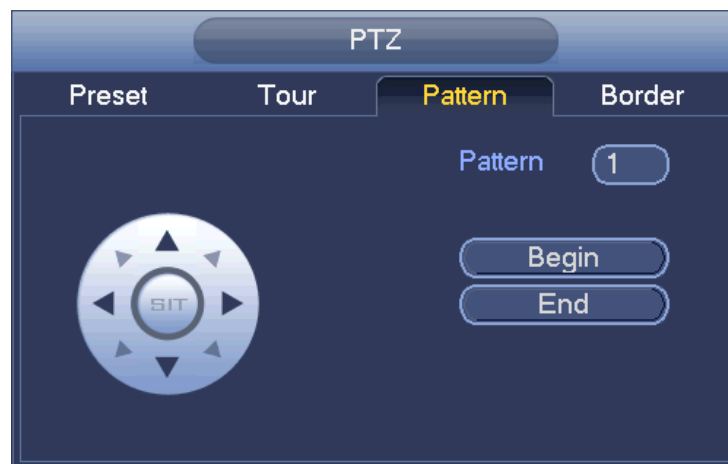 PTZ
Preset Tour Pattern Border
Pattern 1
SIT
Begin
End